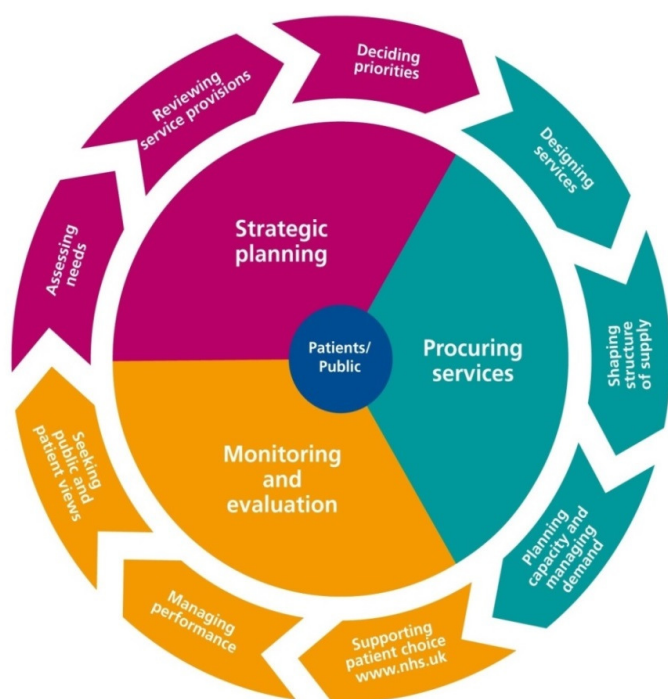 Deciding
priorities
Designing
services
Shaping
structure
of supply
Planning
capacity and
managing
demand
Supporting
patient choice
www.nhs.uk
Managing
performance
Seeking
public and
patient views
Assessing
needs
Reviewing
service provisions
Strategic
planning
Procuring
services
Monitoring
and
evaluation
Patients/
Public